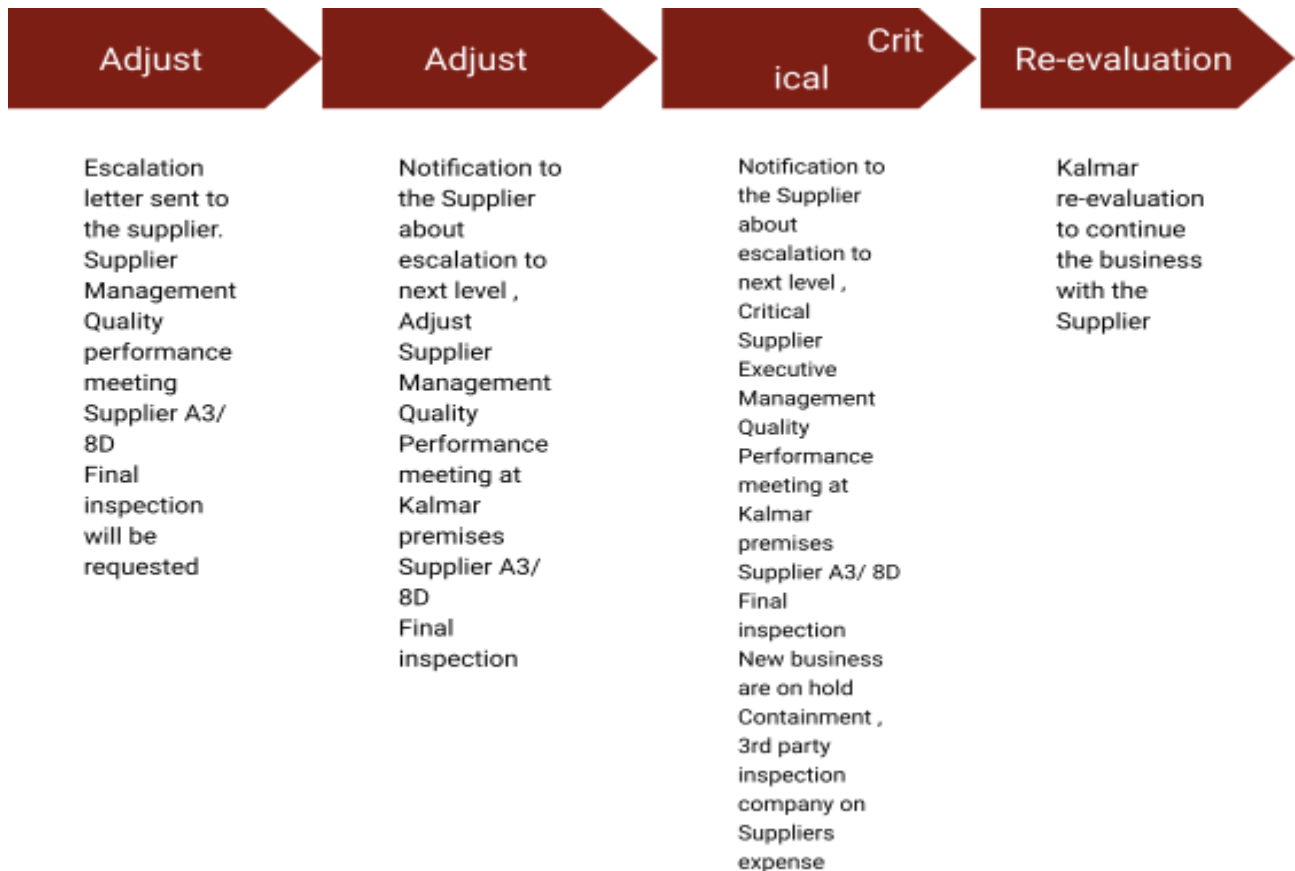 Adjust
Escalation
letter sent to
the supplier.
Supplier
Management
Quality
performance
meeting
Supplier A3/
8D
Final
inspection
will be
requested
Adjust
Notification to
the Supplier
about
escalation to
next level ,
Adjust
Supplier
Management
Quality
Performance
meeting at
Kalmar
premises
Supplier A3/
8D
Final
inspection
Crit
ical
Notification to
the Supplier
about
escalation to
next level ,
Critical
Supplier
Executive
Management
Quality
Performance
meeting at
Kalmar
premises
Supplier A3/ 8D
Final
inspection
New business
are on hold
Containment ,
3rd party
inspection
company on
Suppliers
expense
Re-evaluation
Kalmar
re-evaluation
to continue
the business
with the
Supplier